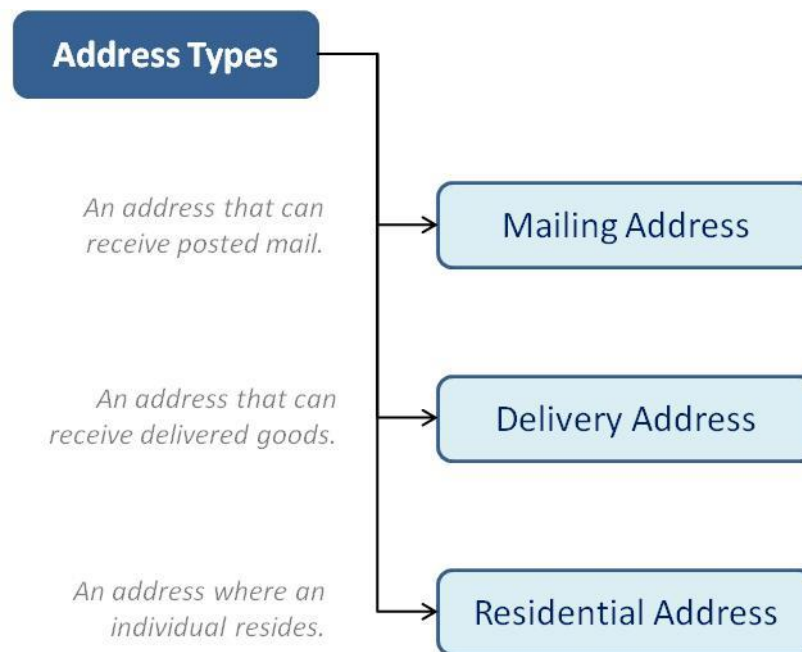 Address Types
An address that can
receive posted mail.
Mailing Address
An address that can
receive delivered goods.
Delivery Address
An address where an
individual resides.
Residential Address